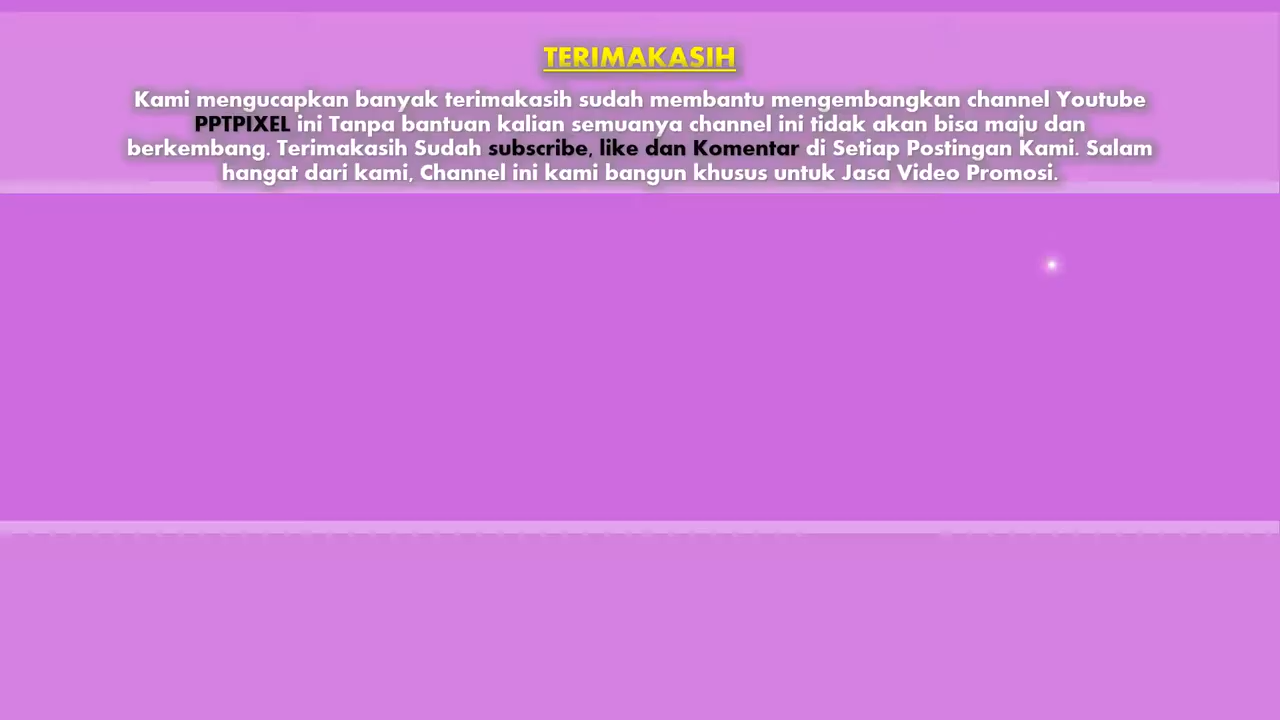 TERIMAKASIH
Kami mengucapkan banyak terimakasih sudah membantu mengembangkan channel Youtube
PPTPIXEL ini Tanpa bantuan kalian semuanya channel ini tidak akan bisa maju dan
berkembang. Terimakasih Sudah subscribe, like dan Komentar di Setiap Postingan Kami. Salam
hangat dari kami, Channel ini kami bangun khusus untuk Jasa Video Promosi.